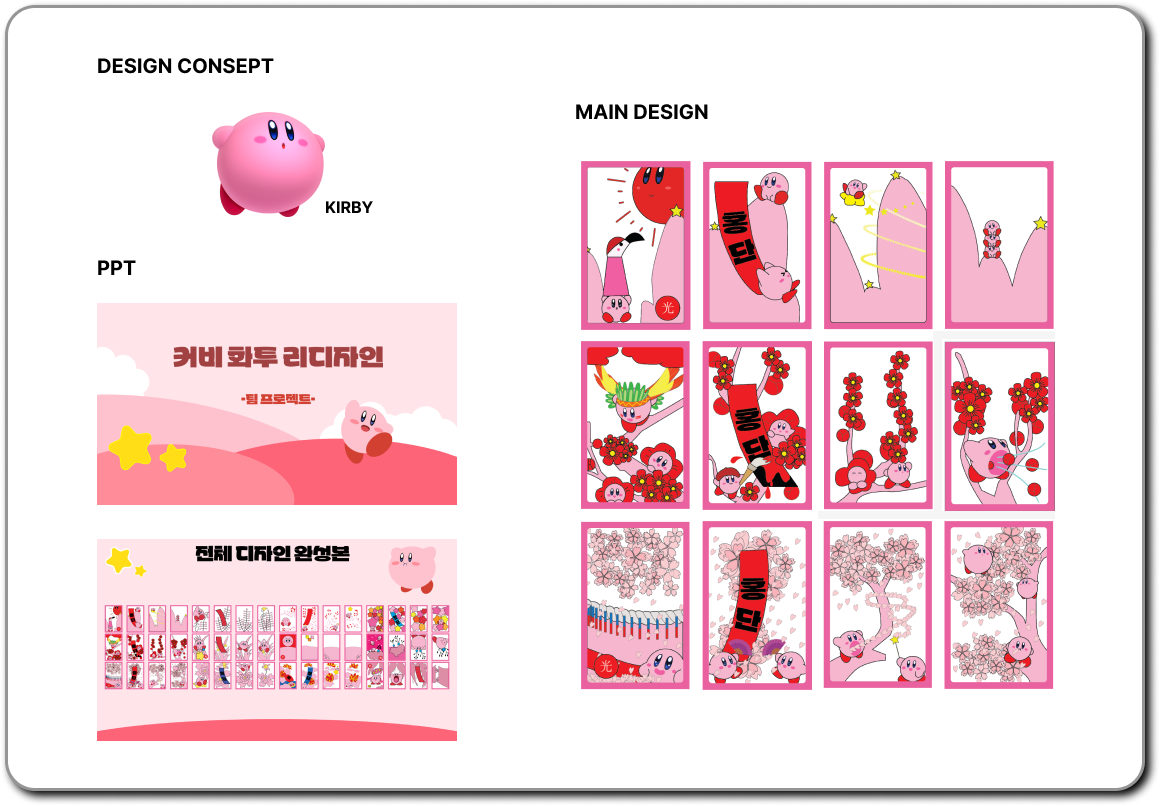 DESIGN CONSEPT
KIRBY
PPT
커비 화투 리디자인
-팀 프로젝트-
전체 디자인 완성본
MAIN DESIGN
光
홍단
홍단
光
홍단